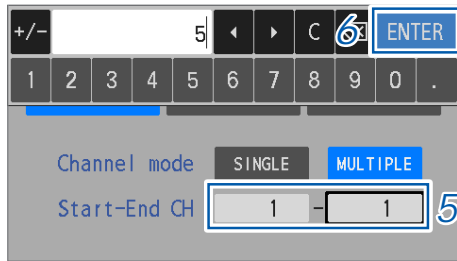 +/- 5 ◀ ▶ C 6 ENTER
1 2 3 4 5 6 7 8 9 0 .
Channel mode SINGLE MULTIPLE
Start-End CH 1 - 1 5